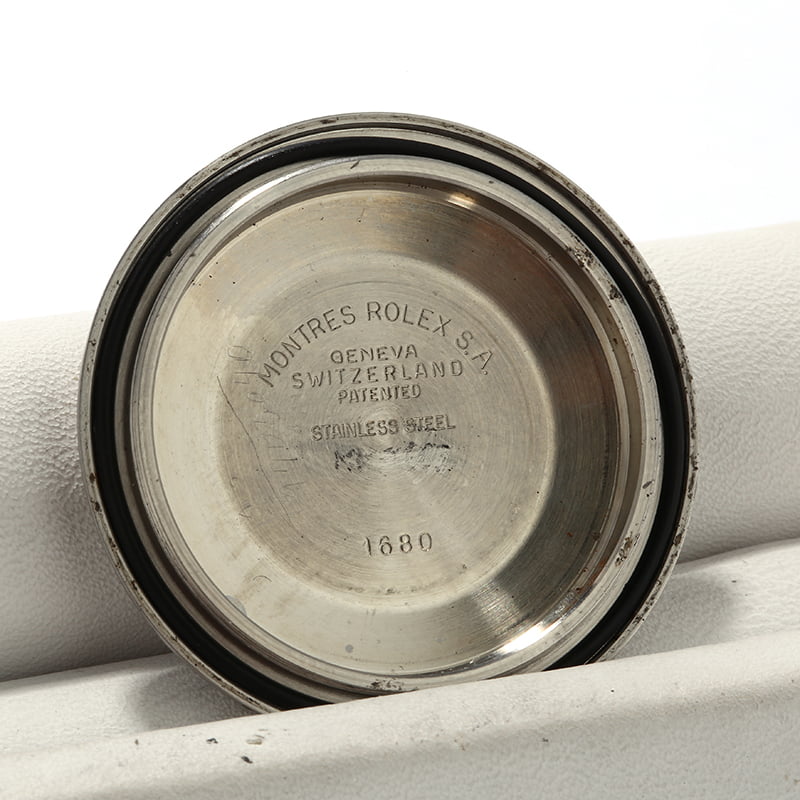 MONTRES ROLEX S.A.
GENEVA
SWITZERLAND
PATENTED
STAINLESS STEEL
1680